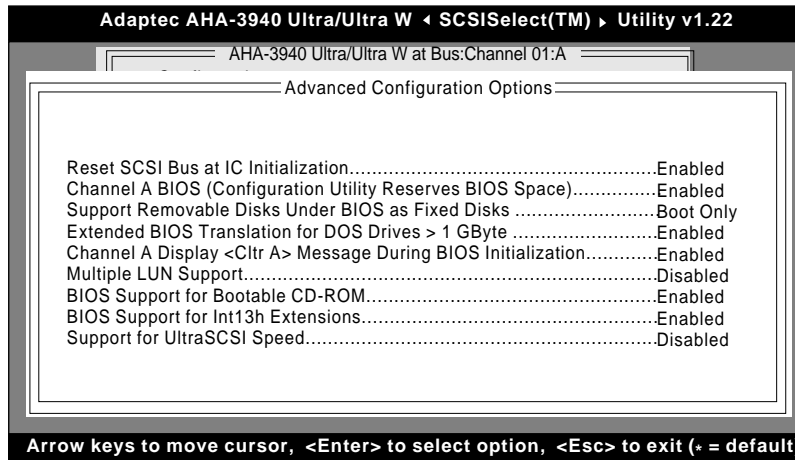 Adaptec AHA-3940 Ultra/Ultra W ◂ SCSISelect(TM) ▸ Utility v1.22
AHA-3940 Ultra/Ultra W at Bus:Channel 01:A
Advanced Configuration Options
Reset SCSI Bus at IC Initialization........................................................Enabled
Channel A BIOS (Configuration Utility Reserves BIOS Space)...............Enabled
Support Removable Disks Under BIOS as Fixed Disks ..........................Boot Only
Extended BIOS Translation for DOS Drives > 1 GByte ..........................Enabled
Channel A Display <Cltr A> Message During BIOS Initialization.............Enabled
Multiple LUN Support...........................................................................Disabled
BIOS Support for Bootable CD-ROM.....................................................Enabled
BIOS Support for Int13h Extensions......................................................Enabled
Support for UltraSCSI Speed................................................................Disabled
Arrow keys to move cursor, <Enter> to select option, <Esc> to exit (* = default